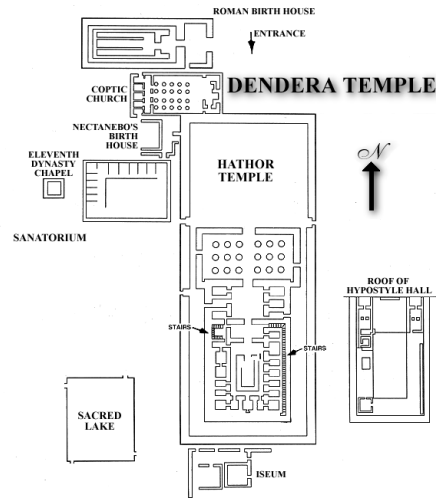 ROMAN BIRTH HOUSE
ENTRANCE
DENDERA TEMPLE
COPTIC
CHURCH
NECTANEBO'S
BIRTH
HOUSE
ELEVENTH
DYNASTY
CHAPEL
HATHOR
TEMPLE
N
SANATORIUM
ROOF OF
HYPOSTYLE HALL
STAIRS
STAIRS
SACRED
LAKE
ISEUM